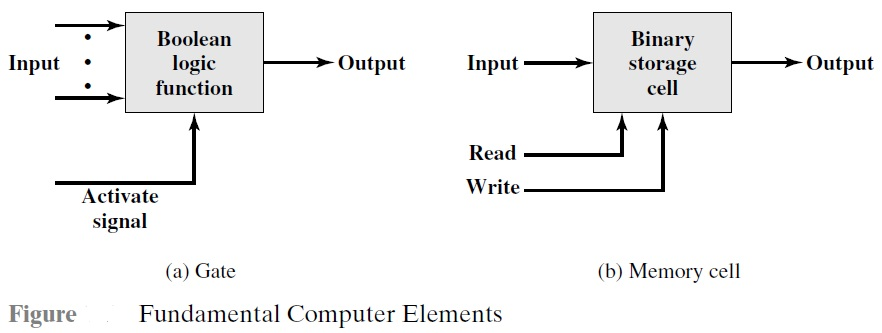 Input
Boolean
logic
function
Output
Activate
signal
(a) Gate
Input
Binary
storage
cell
Output
Read
Write
(b) Memory cell
Figure Fundamental Computer Elements